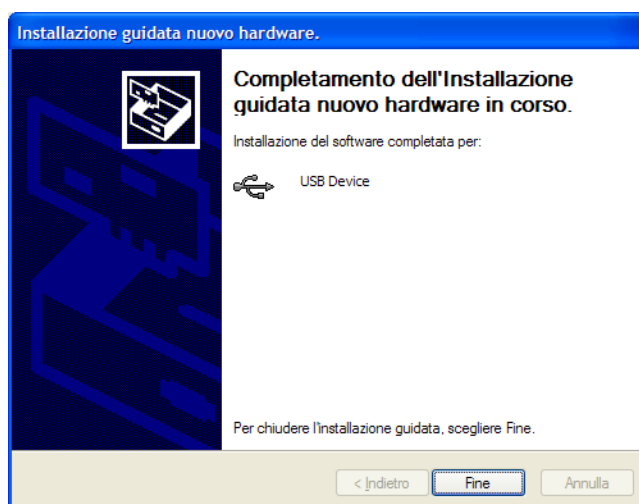 Installazione guidata nuovo hardware.
Completamento dell'Installazione
guidata nuovo hardware in corso.
Installazione del software completata per:
USB Device
Per chiudere l'installazione guidata, scegliere Fine.
< Indietro
Fine
Annulla